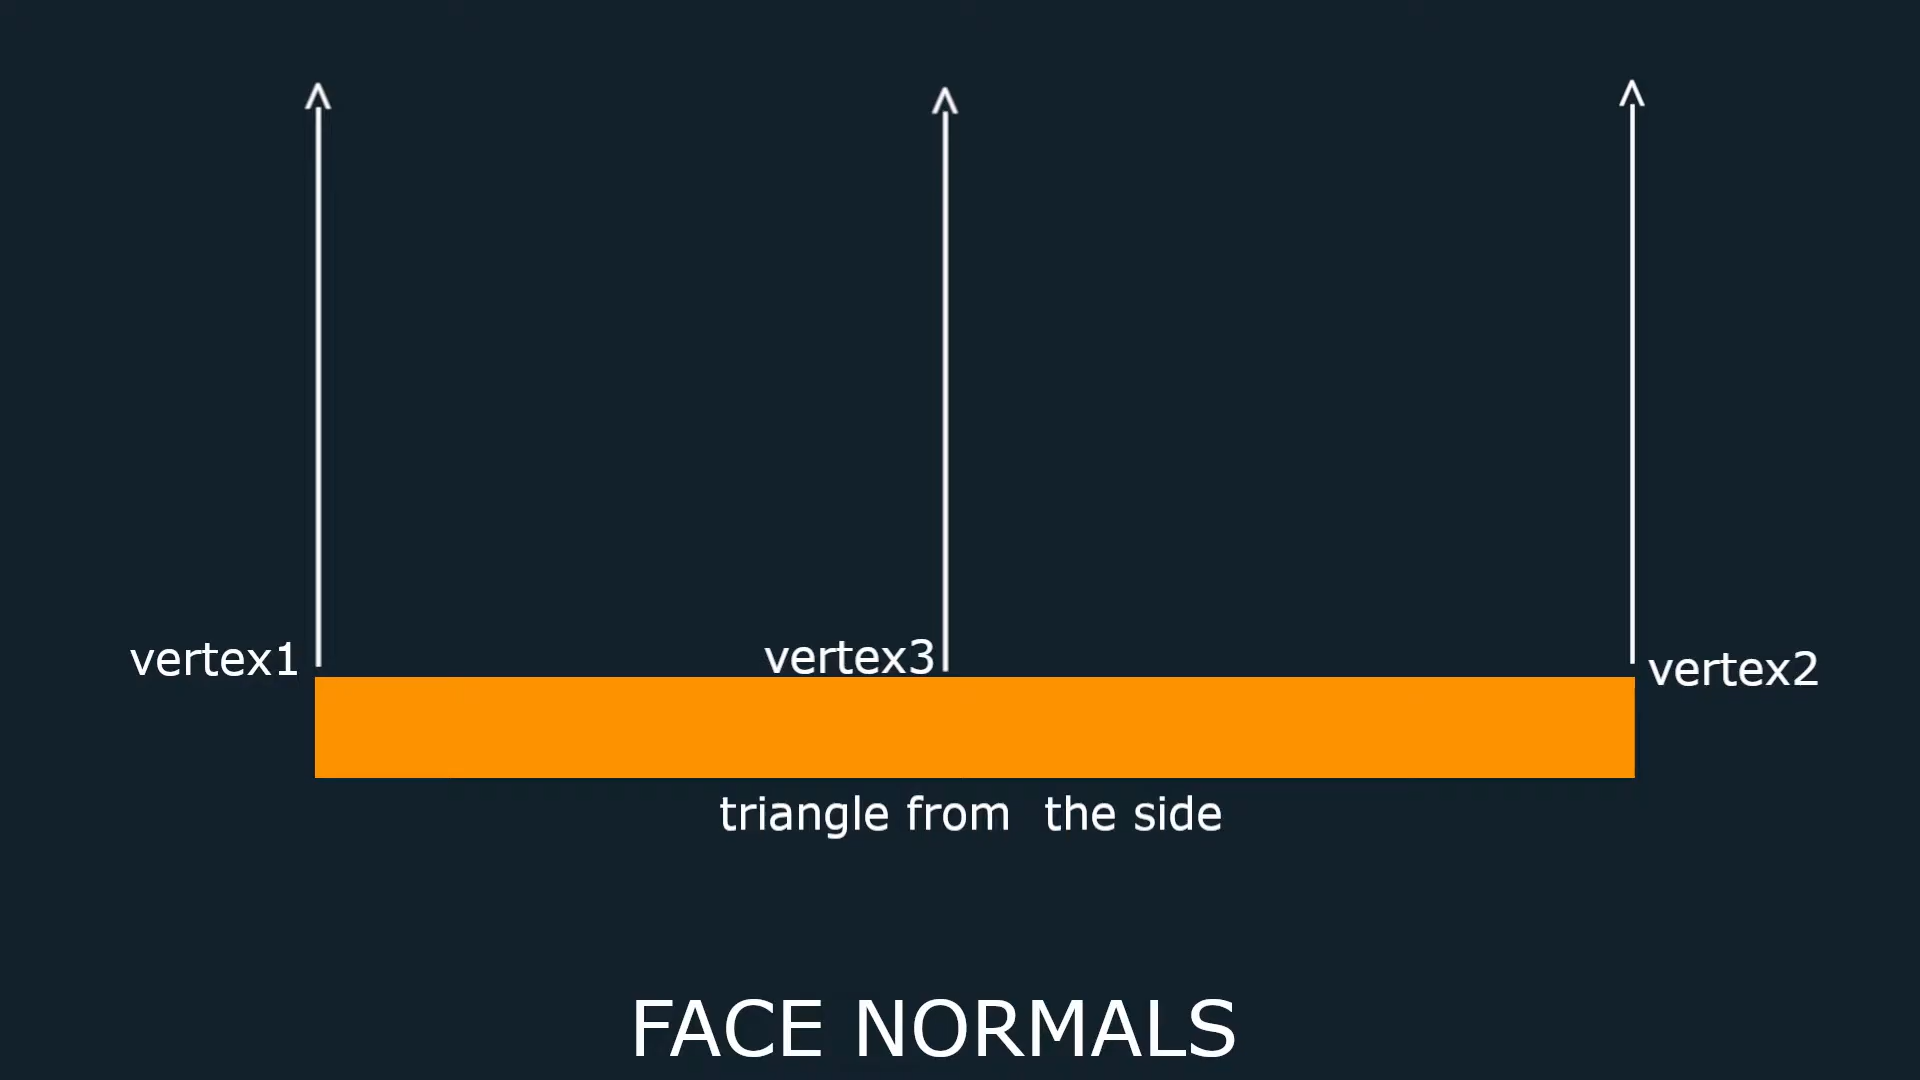 vertex1
vertex3
vertex2
triangle from  the side
FACE NORMALS